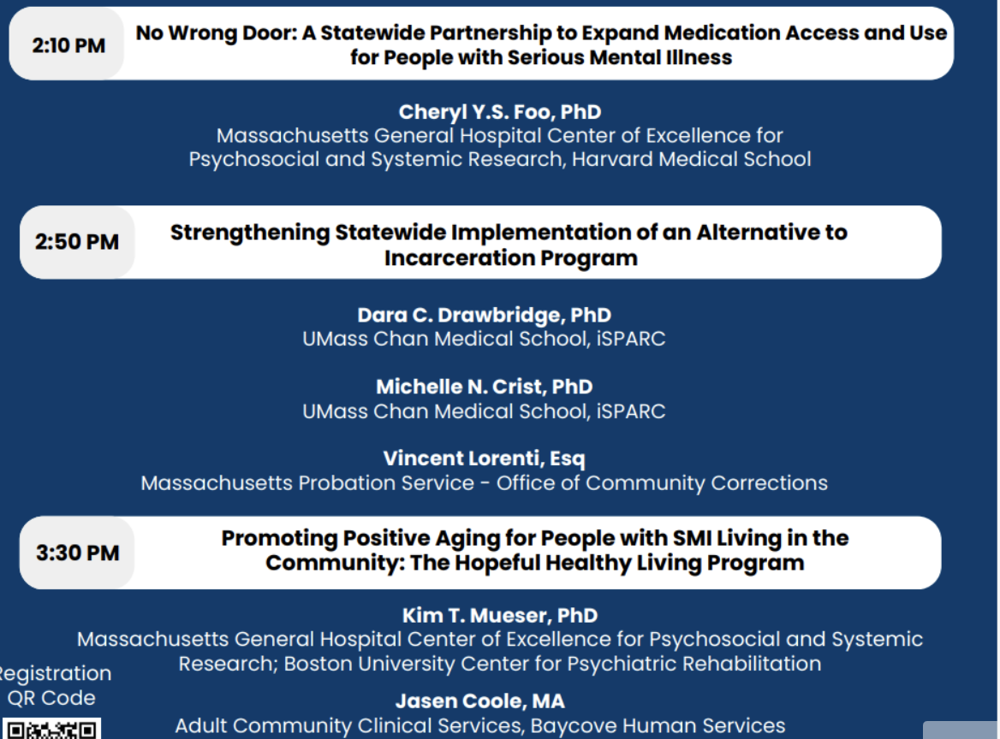 2:10 PM
No Wrong Door: A Statewide Partnership to Expand Medication Access and Use
for People with Serious Mental Illness
Cheryl Y.S. Foo, PhD
Massachusetts General Hospital Center of Excellence for
Psychosocial and Systemic Research, Harvard Medical School
2:50 PM
Strengthening Statewide Implementation of an Alternative to
Incarceration Program
Dara C. Drawbridge, PhD
UMass Chan Medical School, iSPARC
Michelle N. Crist, PhD
UMass Chan Medical School, iSPARC
Vincent Lorenti, Esq
Massachusetts Probation Service - Office of Community Corrections
3:30 PM
Promoting Positive Aging for People with SMI Living in the
Community: The Hopeful Healthy Living Program
Kim T. Mueser, PhD
Massachusetts General Hospital Center of Excellence for Psychosocial and Systemic
Research; Boston University Center for Psychiatric Rehabilitation
Registration
QR Code
Jasen Coole, MA
Adult Community Clinical Services, Baycove Human Services